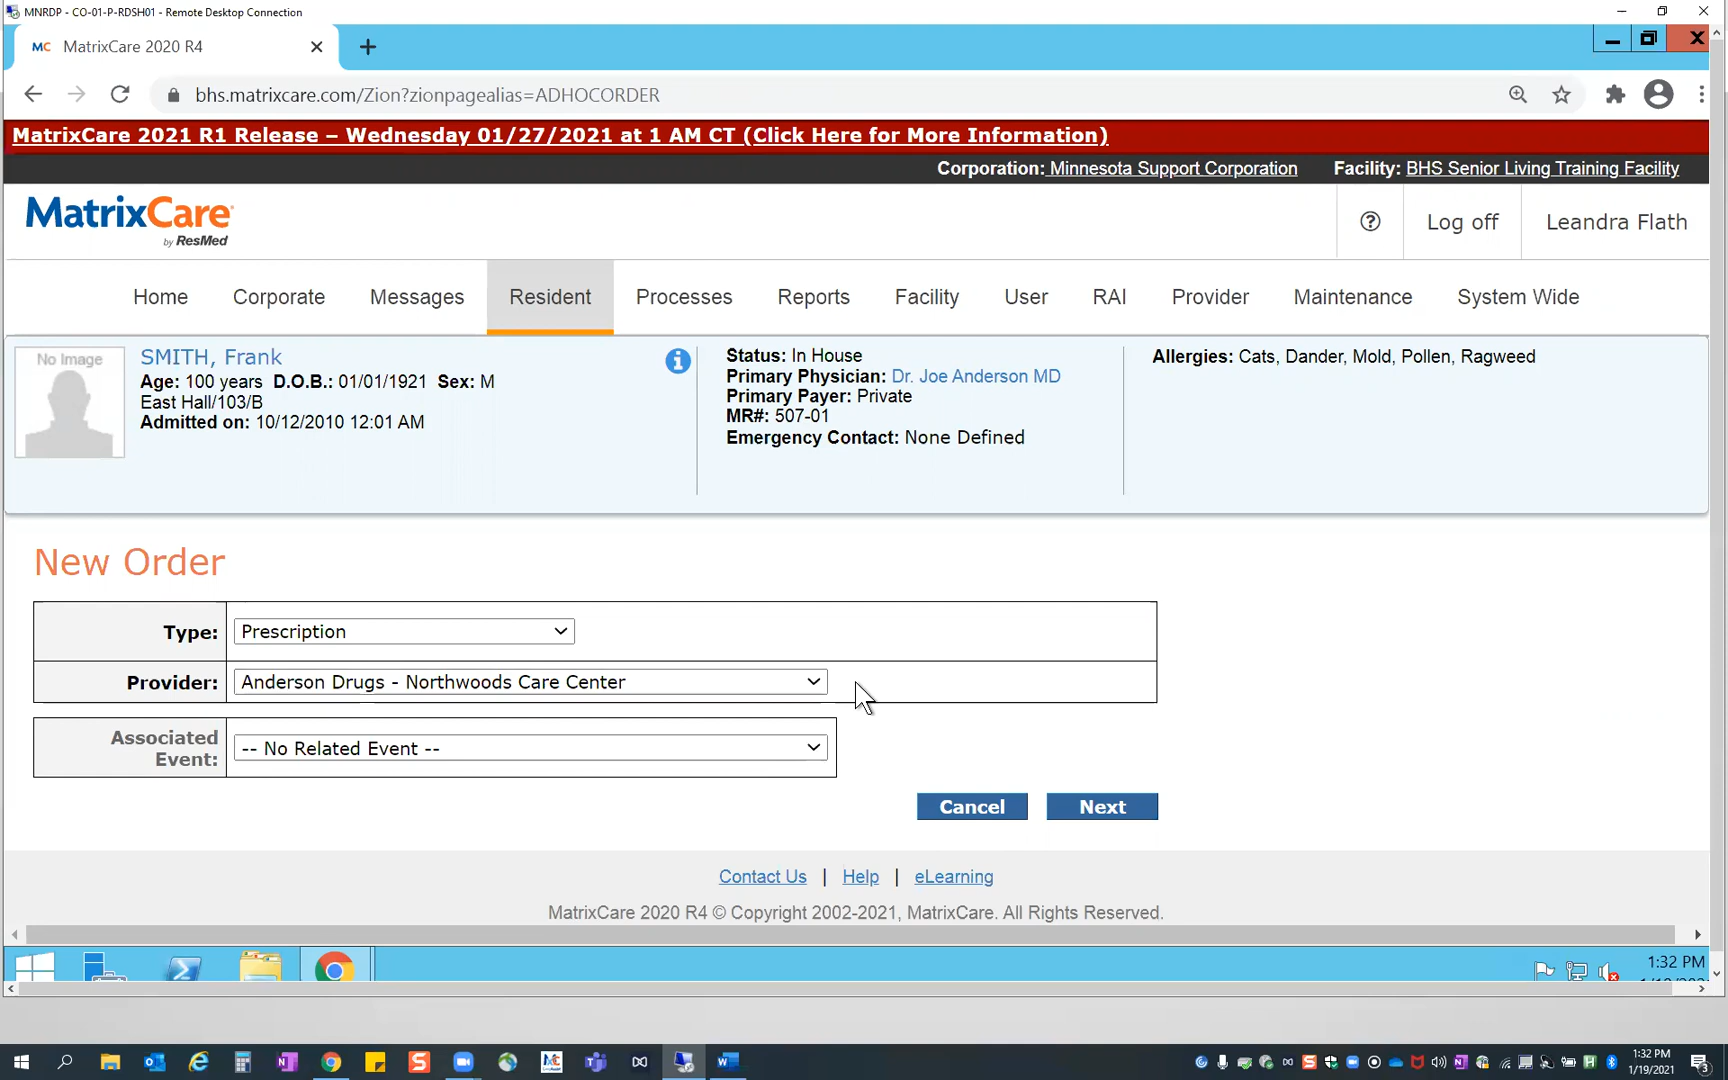 MNRDP - CO-01-P-RDSH01 - Remote Desktop Connection
MC MatrixCare 2020 R4
bhs.matrixcare.com/Zion?zionpagealias=ADHOCORDER
MatrixCare 2021 R1 Release – Wednesday 01/27/2021 at 1 AM CT (Click Here for More Information)
Corporation: Minnesota Support Corporation Facility: BHS Senior Living Training Facility
MatrixCare
by ResMed
Log off Leandra Flath
Home Corporate Messages Resident Processes Reports Facility User RAI Provider Maintenance System Wide
No Image
SMITH, Frank
Age: 100 years D.O.B.: 01/01/1921 Sex: M
East Hall/103/B
Admitted on: 10/12/2010 12:01 AM
Status: In House
Primary Physician: Dr. Joe Anderson MD
Primary Payer: Private
MR#: 507-01
Emergency Contact: None Defined
Allergies: Cats, Dander, Mold, Pollen, Ragweed
New Order
Type: Prescription
Provider: Anderson Drugs - Northwoods Care Center
Associated Event: -- No Related Event --
Cancel Next
Contact Us | Help | eLearning
MatrixCare 2020 R4 © Copyright 2002-2021, MatrixCare. All Rights Reserved.
1:32 PM
1:32 PM
1/19/2021